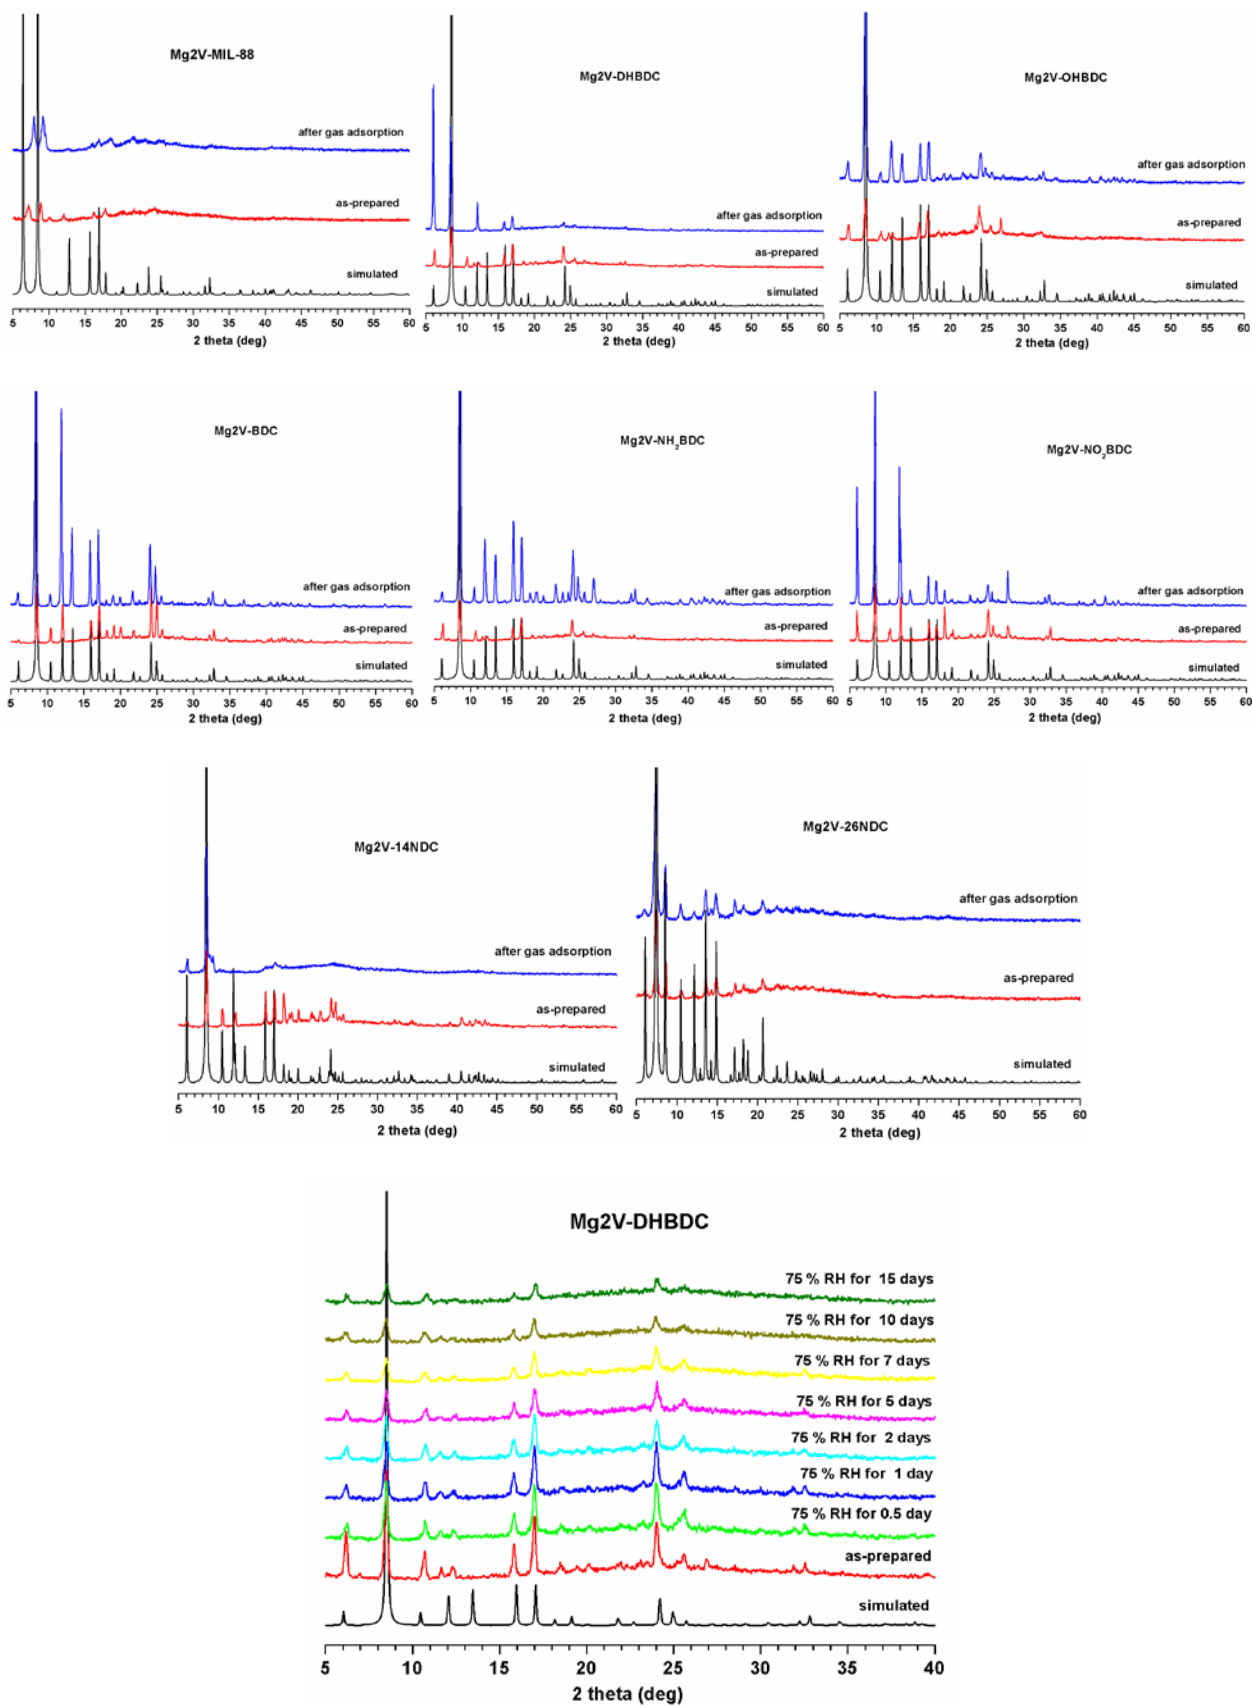 Mg2V-MIL-88
after gas adsorption
as-prepared
simulated
5 10 15 20 25 30 35 40 45 50 55 60
2 theta (deg)
Mg2V-DHBDC
after gas adsorption
as-prepared
simulated
5 10 15 20 25 30 35 40 45 50 55 60
2 theta (deg)
Mg2V-OHBDC
after gas adsorption
as-prepared
simulated
5 10 15 20 25 30 35 40 45 50 55 60
2 theta (deg)
Mg2V-BDC
after gas adsorption
as-prepared
simulated
5 10 15 20 25 30 35 40 45 50 55 60
2 theta (deg)
Mg2V-NH₂BDC
after gas adsorption
as-prepared
simulated
5 10 15 20 25 30 35 40 45 50 55 60
2 theta (deg)
Mg2V-NO₂BDC
after gas adsorption
as-prepared
simulated
5 10 15 20 25 30 35 40 45 50 55 60
2 theta (deg)
Mg2V-14NDC
after gas adsorption
as-prepared
simulated
5 10 15 20 25 30 35 40 45 50 55 60
2 theta (deg)
Mg2V-26NDC
after gas adsorption
as-prepared
simulated
5 10 15 20 25 30 35 40 45 50 55 60
2 theta (deg)
Mg2V-DHBDC
75 % RH for 15 days
75 % RH for 10 days
75 % RH for 7 days
75 % RH for 5 days
75 % RH for 2 days
75 % RH for 1 day
75 % RH for 0.5 day
as-prepared
simulated
5 10 15 20 25 30 35 40
2 theta (deg)